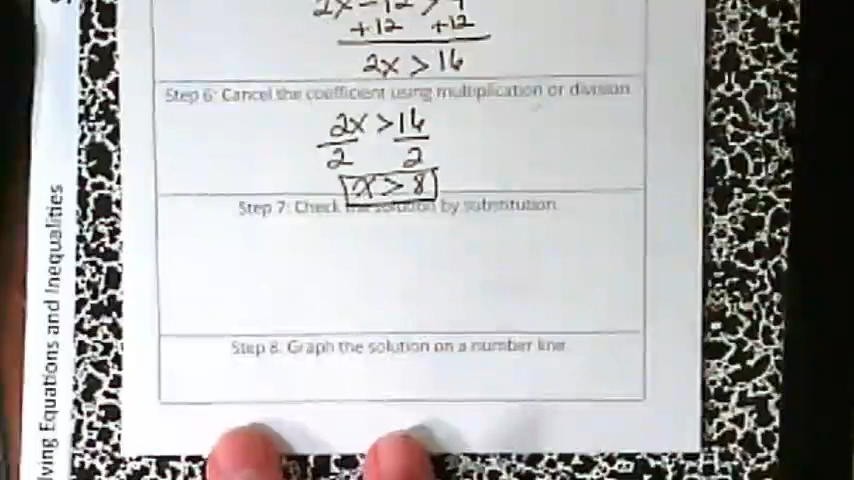 2x - 12 >
+12 +12
2x > 16
Step 6: Cancel the coefficient using multiplication or division.
2x > 16
2 2
x > 8
Step 7: Check the solution by substitution.
Step 8: Graph the solution on a number line.
lving Equations and Inequalities